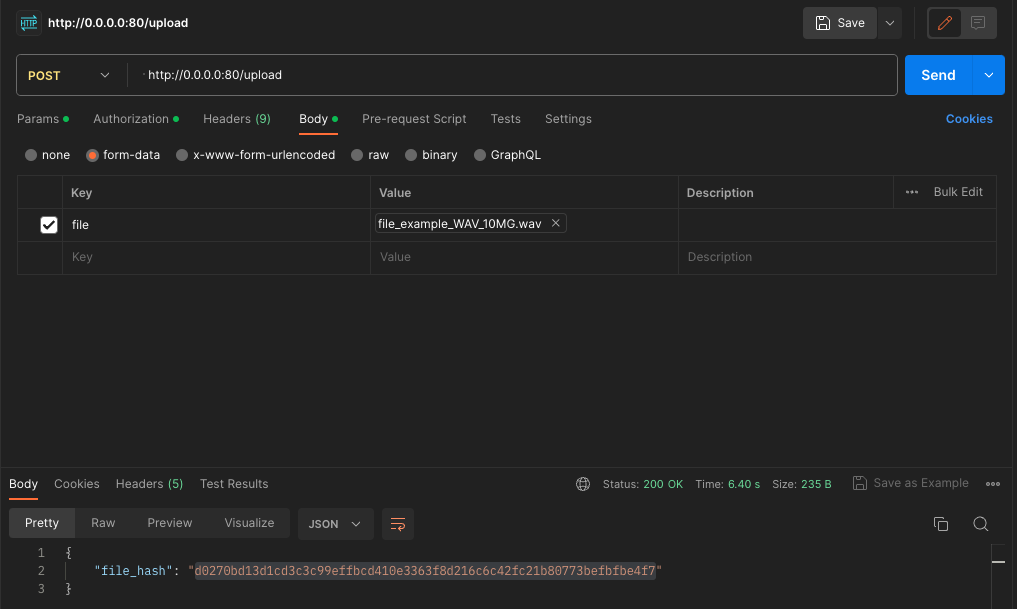 HTTP http://0.0.0.0:80/upload Save
POST http://0.0.0.0:80/upload Send
Params Authorization Headers (9) Body Pre-request Script Tests Settings Cookies
none form-data x-www-form-urlencoded raw binary GraphQL
Key Value Description ••• Bulk Edit
file file_example_WAV_10MG.wav
Key Value Description
Body Cookies Headers (5) Test Results Status: 200 OK Time: 6.40 s Size: 235 B Save as Example
Pretty Raw Preview Visualize JSON
1 {
2 "file_hash": "d0270bd13d1cd3c3c99effbcd410e3363f8d216c6c42fc21b80773befbfbe4f7"
3 }